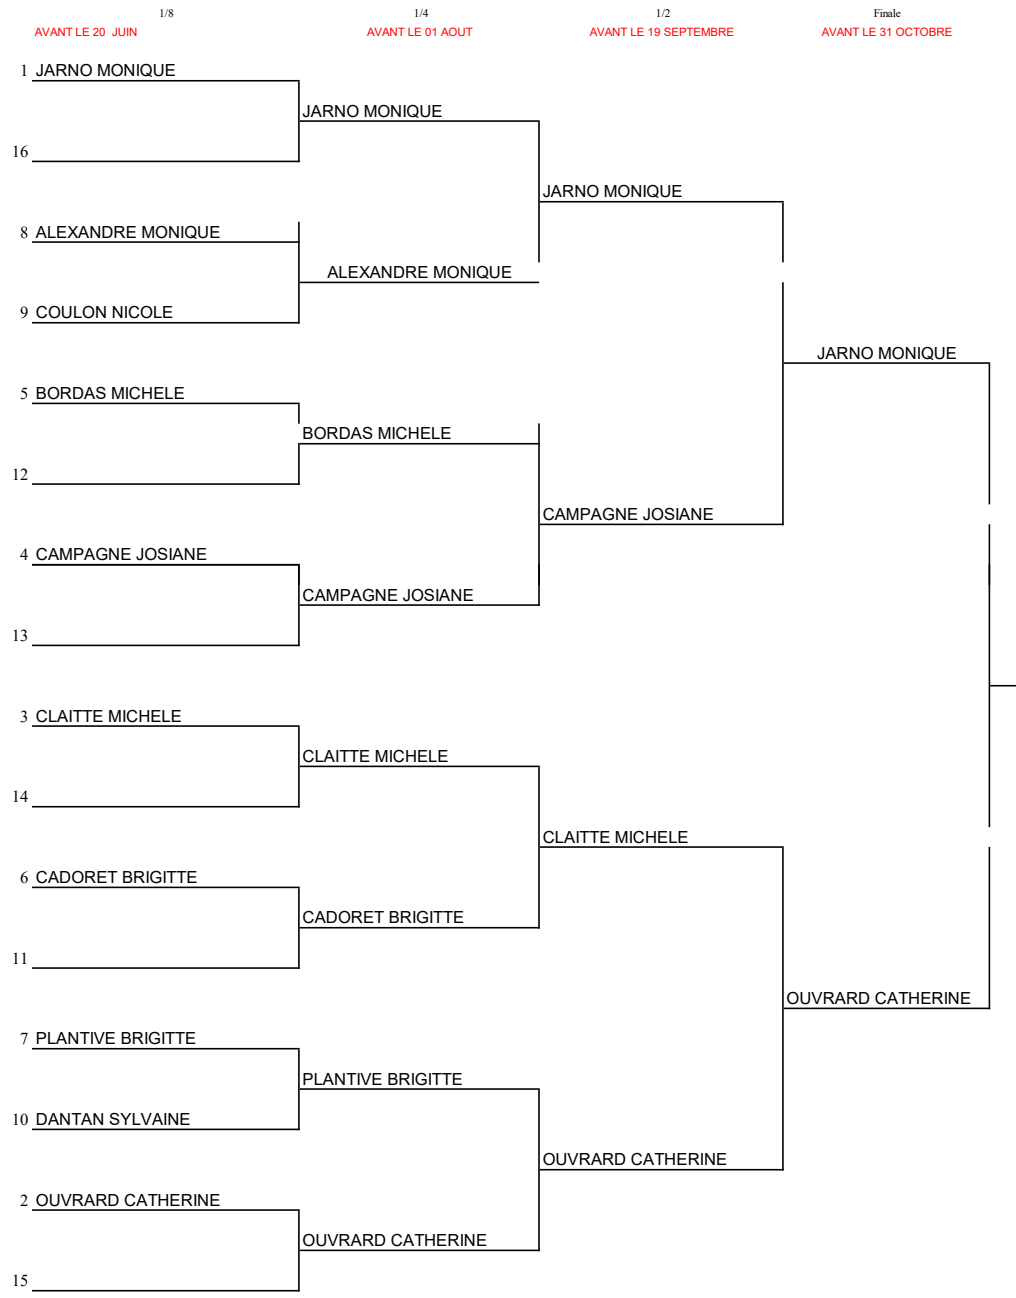 1/8 1/4 1/2 Finale
AVANT LE 20 JUIN AVANT LE 01 AOUT AVANT LE 19 SEPTEMBRE AVANT LE 31 OCTOBRE
1 JARNO MONIQUE
JARNO MONIQUE
16
JARNO MONIQUE
8 ALEXANDRE MONIQUE
ALEXANDRE MONIQUE
9 COULON NICOLE
JARNO MONIQUE
5 BORDAS MICHELE
BORDAS MICHELE
12
CAMPAGNE JOSIANE
4 CAMPAGNE JOSIANE
CAMPAGNE JOSIANE
13
3 CLAITTE MICHELE
CLAITTE MICHELE
14
CLAITTE MICHELE
6 CADORET BRIGITTE
CADORET BRIGITTE
11
OUVRARD CATHERINE
7 PLANTIVE BRIGITTE
PLANTIVE BRIGITTE
10 DANTAN SYLVAINE
OUVRARD CATHERINE
2 OUVRARD CATHERINE
OUVRARD CATHERINE
15